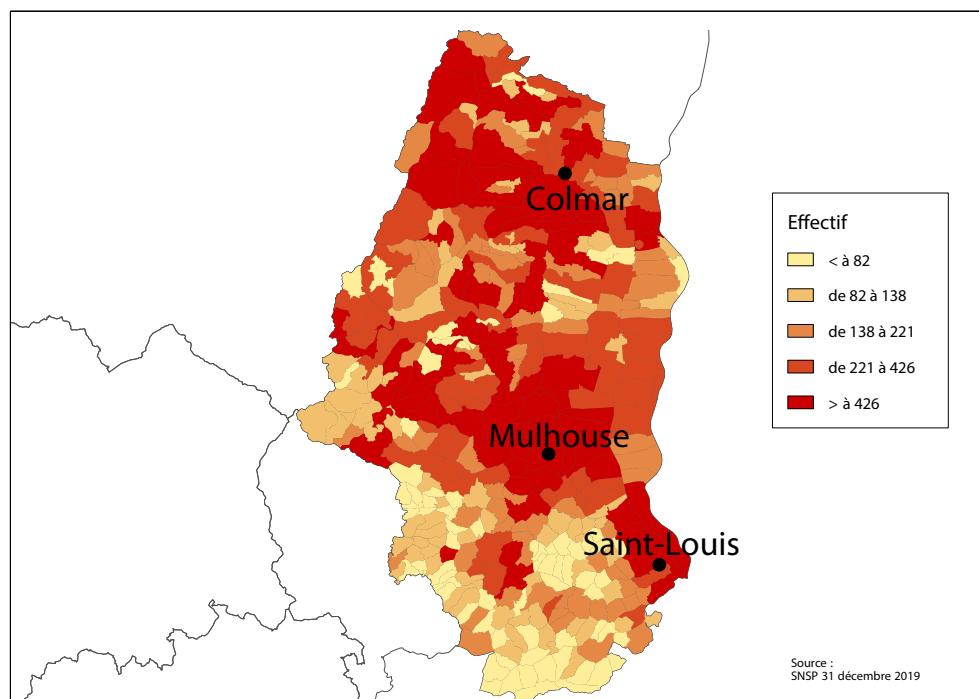 Colmar
Effectif
< à 82
de 82 à 138
de 138 à 221
de 221 à 426
> à 426
Mulhouse
Saint-Louis
Source :
SNSP 31 décembre 2019